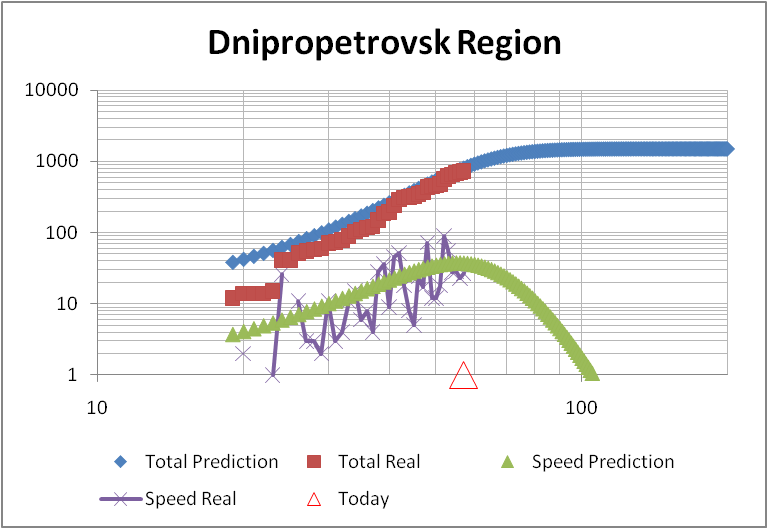 Dnipropetrovsk Region
10000
1000
100
10
1
10 100
Total Prediction Total Real Speed Prediction
Speed Real Today